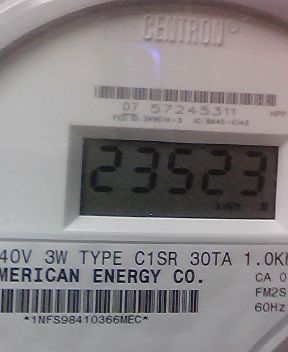 CENTRON®
07 57245311
23523
kWh
40V 3W TYPE C1SR 30TA 1.0K
CA 0
MERICAN ENERGY CO.
FM2S
60Hz
*1NFS98410366MEC*